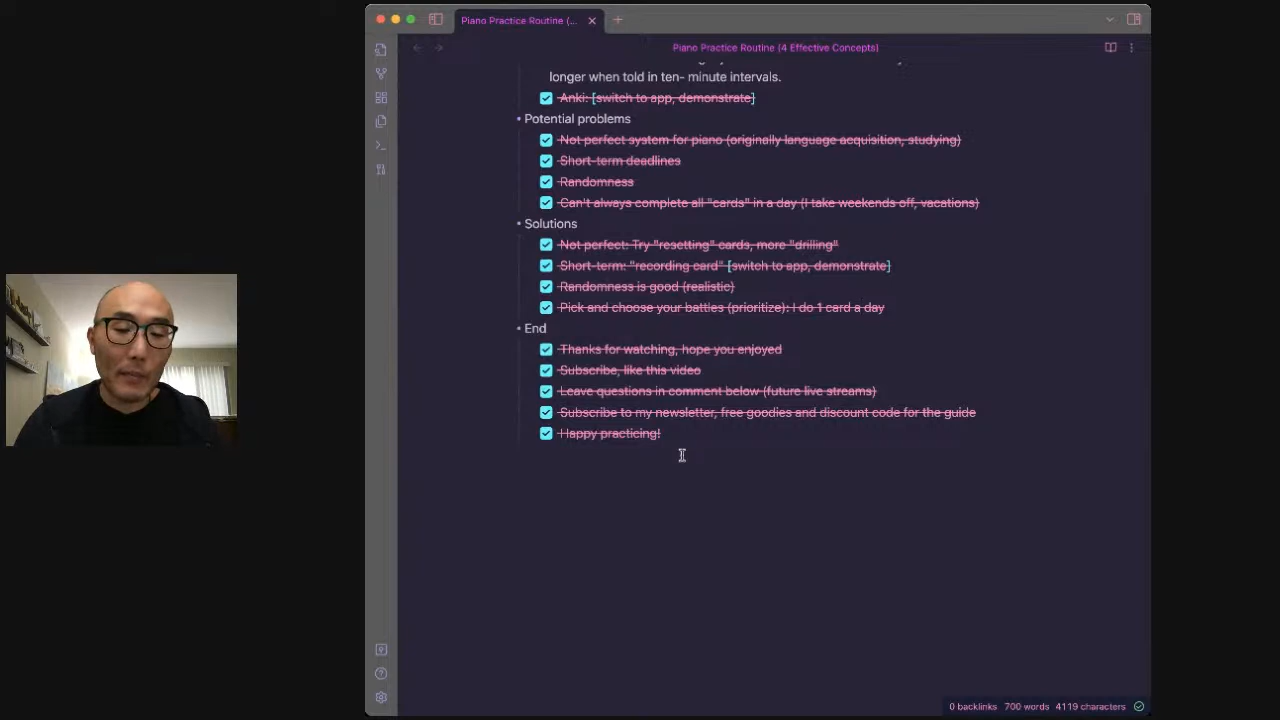 Piano Practice Routine (...
Piano Practice Routine (4 Effective Concepts)
longer when told in ten- minute intervals.
Anki: [switch to app, demonstrate]
• Potential problems
Not perfect system for piano (originally language acquisition, studying)
Short-term deadlines
Randomness
Can't always complete all "cards" in a day (I take weekends off, vacations)
• Solutions
Not perfect: Try "resetting" cards, more "drilling"
Short-term: "recording card" [switch to app, demonstrate]
Randomness is good (realistic)
Pick and choose your battles (prioritize): I do 1 card a day
• End
Thanks for watching, hope you enjoyed
Subscribe, like this video
Leave questions in comment below (future live streams)
Subscribe to my newsletter, free goodies and discount code for the guide
Happy practicing!
0 backlinks 700 words 4119 characters